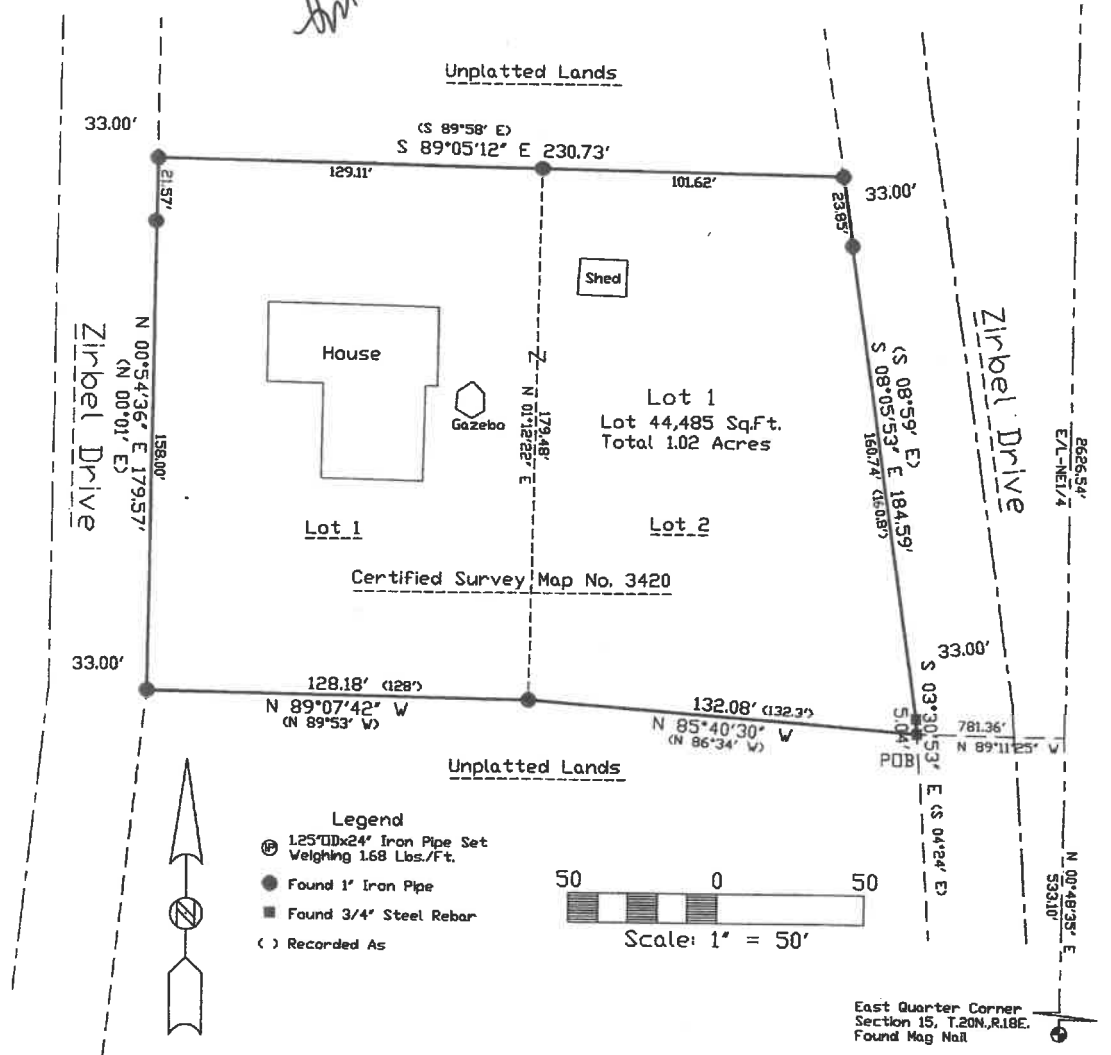 Unplatted Lands
33.00'
(S 89°58' E)
S 89°05'12" E 230.73'
129.11'
101.62'
33.00'
21.57'
23.85'
Shed
House
Gazebo
Zirbel Drive
N 00°54'36" E 179.57'
(N 00°01' E)
158.00'
Z
N 01°12'22" E
179.48'
Lot 1
Lot 44,485 Sq.Ft.
Total 1.02 Acres
(S 08°59' E)
S 08°05'53" E 184.59'
160.74' (160.8')
Zirbel Drive
2626.54'
E/L-NE1/4
Lot 1
Lot 2
Certified Survey Map No. 3420
33.00'
33.00'
128.18' (128')
N 89°07'42" W
(N 89°53' W)
132.08' (132.3')
N 85°40'30" W
(N 86°34' W)
S 03°30'53" E (S 04°24' E)
5.04'
POB
781.36'
N 89°11'25" W
Unplatted Lands
Legend
IP
1.25"ODx24" Iron Pipe Set
Weighing 1.68 Lbs./Ft.
Found 1" Iron Pipe
Found 3/4" Steel Rebar
( ) Recorded As
N
50 0 50
Scale: 1" = 50'
N 00°48'35" E
533.10'
East Quarter Corner
Section 15, T.20N.,R.18E.
Found Mag Nail